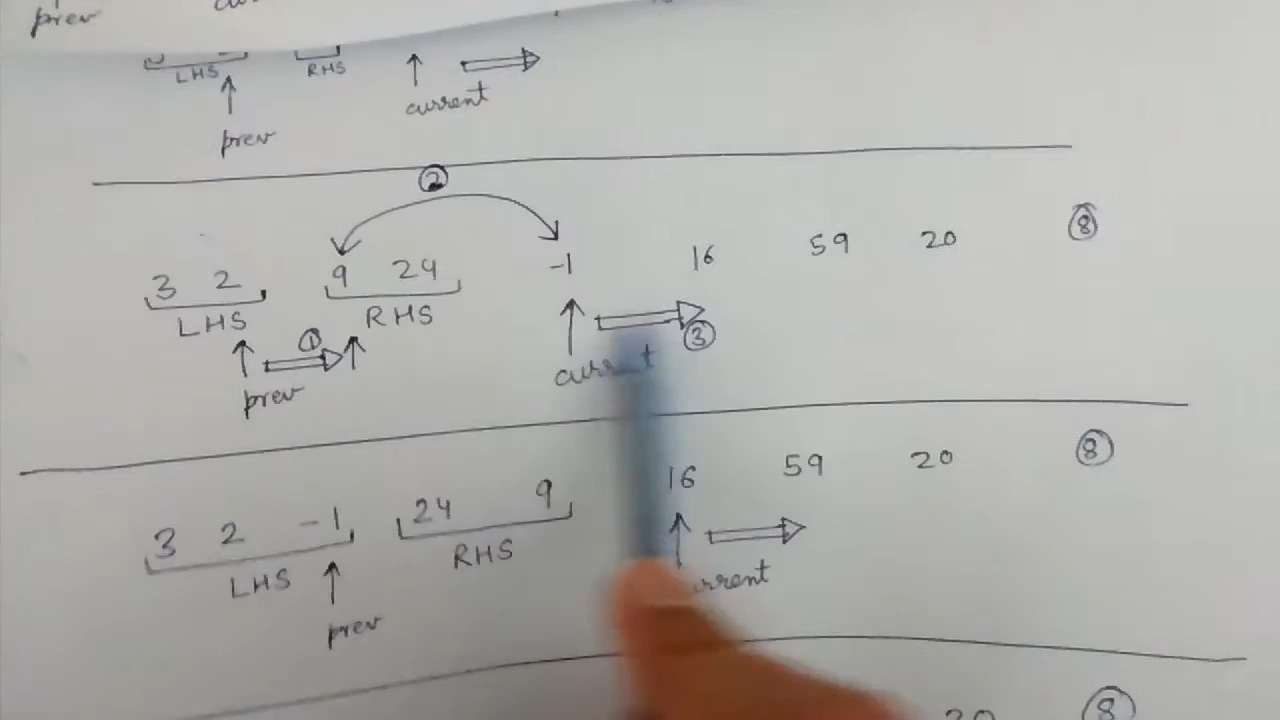 prev
LHS RHS
current
prev
②
3 2 9 24 -1 16 59 20 ⑧
LHS RHS
① ③
prev current
3 2 -1 24 9 16 59 20 ⑧
LHS RHS
prev
20 ⑧